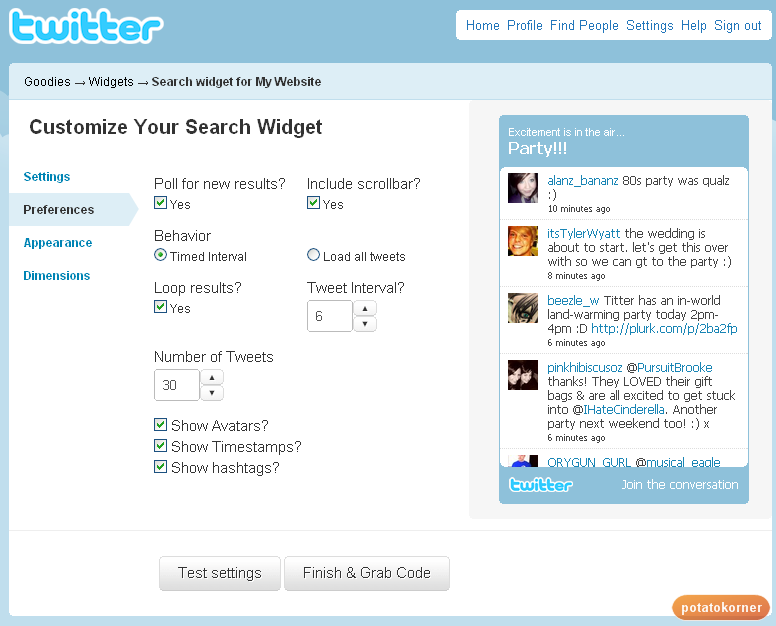 twitter
Home Profile Find People Settings Help Sign out
Goodies → Widgets → Search widget for My Website
Customize Your Search Widget
Settings
Preferences
Appearance
Dimensions
Poll for new results?
Yes
Include scrollbar?
Yes
Behavior
Timed Interval
Load all tweets
Loop results?
Yes
Tweet Interval?
6
Number of Tweets
30
Show Avatars?
Show Timestamps?
Show hashtags?
Test settings
Finish & Grab Code
Excitement is in the air...
Party!!!
alanz_bananz 80s party was qualz
:)
10 minutes ago
itsTylerWyatt the wedding is
about to start. let's get this over
with so we can gt to the party :)
8 minutes ago
beezle_w Titter has an in-world
land-warming party today 2pm-
4pm :D http://plurk.com/p/2ba2fp
6 minutes ago
pinkhibiscusoz @PursuitBrooke
thanks! They LOVED their gift
bags & are all excited to get stuck
into @IHateCinderella. Another
party next weekend too! :) x
6 minutes ago
ORYGUN_GURL @musical_eagle
twitter
Join the conversation
potatokorner